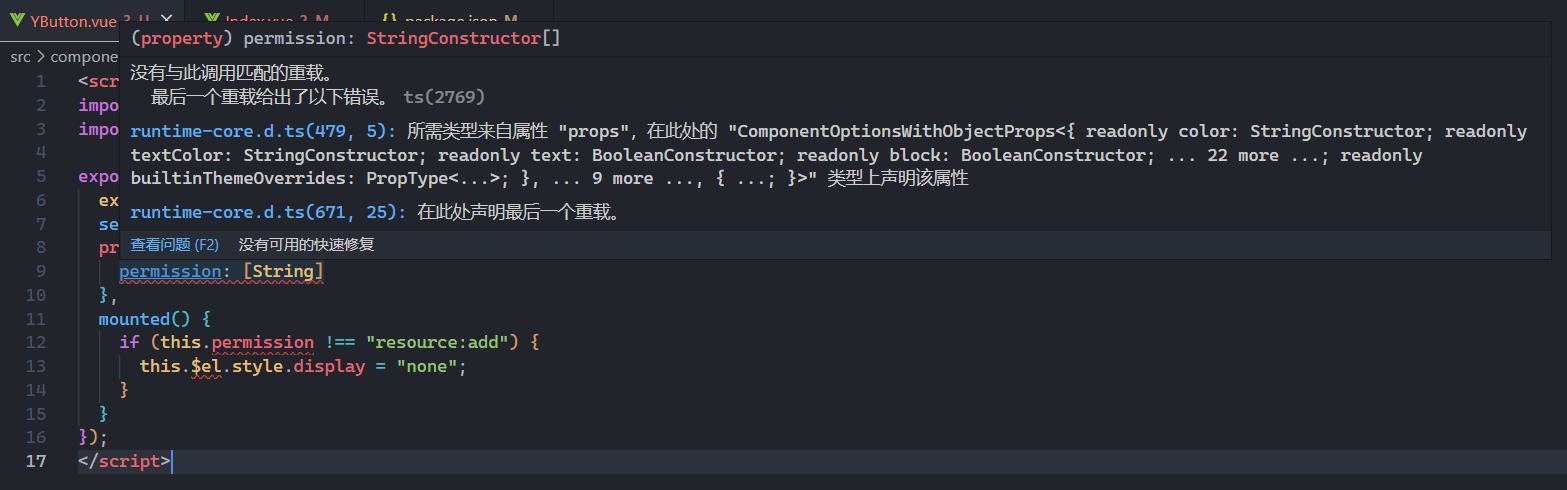 YButton.vue 3, U
Index.vue 2, M
{} package.json M
(property) permission: StringConstructor[]
src > compone
没有与此调用匹配的重载。
最后一个重载给出了以下错误。 ts(2769)
runtime-core.d.ts(479, 5): 所需类型来自属性 "props"，在此处的 "ComponentOptionsWithObjectProps<{ readonly color: StringConstructor; readonly
textColor: StringConstructor; readonly text: BooleanConstructor; readonly block: BooleanConstructor; ... 22 more ...; readonly
builtinThemeOverrides: PropType<...>; }, ... 9 more ..., { ...; }>" 类型上声明该属性
runtime-core.d.ts(671, 25): 在此处声明最后一个重载。
查看问题 (F2) 没有可用的快速修复
1 <scr
2 impo
3 impo
4
5 expo
6 ex
7 se
8 pr
9 permission: [String]
10 },
11 mounted() {
12 if (this.permission !== "resource:add") {
13 this.$el.style.display = "none";
14 }
15 }
16 });
17 </script>